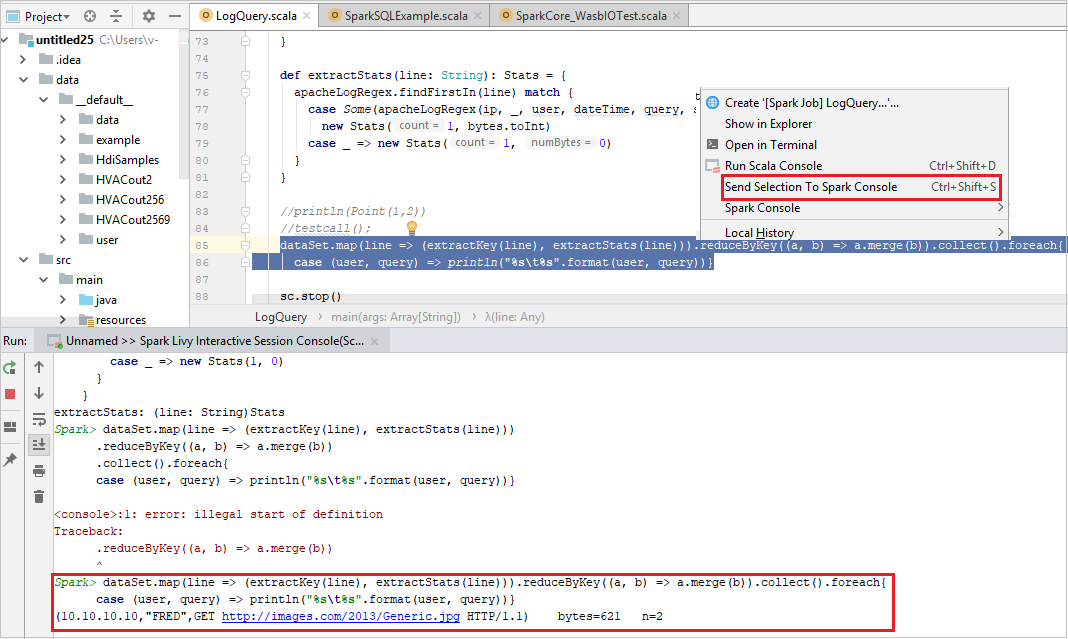 Project
LogQuery.scala
SparkSQLExample.scala
SparkCore_WasbIOTest.scala
untitled25 C:\Users\v-
.idea
data
__default__
data
example
HdiSamples
HVACout2
HVACout256
HVACout2569
user
src
main
java
resources
73 }
74
75 def extractStats(line: String): Stats = {
76 apacheLogRegex.findFirstIn(line) match {
77 case Some(apacheLogRegex(ip, _, user, dateTime, query, s
78 new Stats( count = 1, bytes.toInt)
79 case _ => new Stats( count = 1, numBytes = 0)
80 }
81 }
82
83 //println(Point(1,2))
84 //testcall();
85 dataSet.map(line => (extractKey(line), extractStats(line))).reduceByKey((a, b) => a.merge(b)).collect().foreach{
86 case (user, query) => println("%s\t%s".format(user, query))}
87
88 sc.stop()
Create '[Spark Job] LogQuery...'...
Show in Explorer
Open in Terminal
Run Scala Console Ctrl+Shift+D
Send Selection To Spark Console Ctrl+Shift+S
Spark Console
Local History
LogQuery main(args: Array[String]) λ(line: Any)
Run: Unnamed >> Spark Livy Interactive Session Console(Sc...
case _ => new Stats(1, 0)
}
}
extractStats: (line: String)Stats
Spark> dataSet.map(line => (extractKey(line), extractStats(line)))
.reduceByKey((a, b) => a.merge(b))
.collect().foreach{
case (user, query) => println("%s\t%s".format(user, query))}
<console>:1: error: illegal start of definition
Traceback:
.reduceByKey((a, b) => a.merge(b))
^
Spark> dataSet.map(line => (extractKey(line), extractStats(line))).reduceByKey((a, b) => a.merge(b)).collect().foreach{
case (user, query) => println("%s\t%s".format(user, query))}
(10.10.10.10,"FRED",GET http://images.com/2013/Generic.jpg HTTP/1.1) bytes=621 n=2